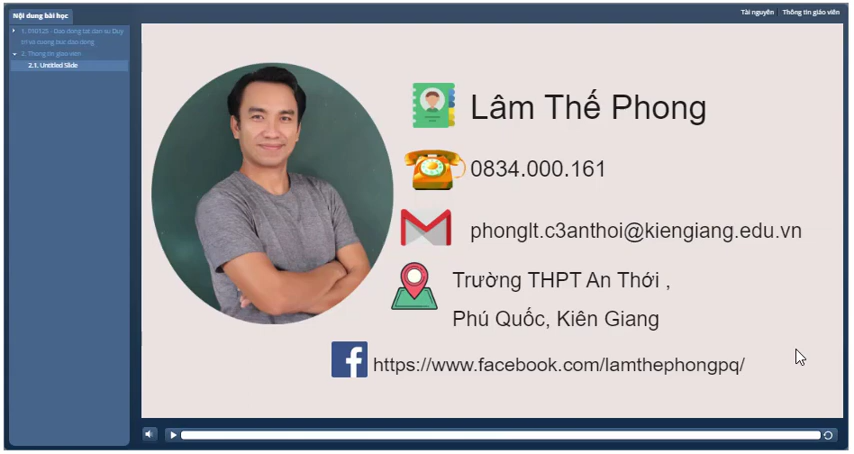 Nội dung bài học
Tài nguyên
Thông tin giáo viên
2. Thông tin giáo viên
2.1. Untitled Slide
Lâm Thế Phong
0834.000.161
phonglt.c3anthoi@kiengiang.edu.vn
Trường THPT An Thới ,
Phú Quốc, Kiên Giang
https://www.facebook.com/lamthephongpq/